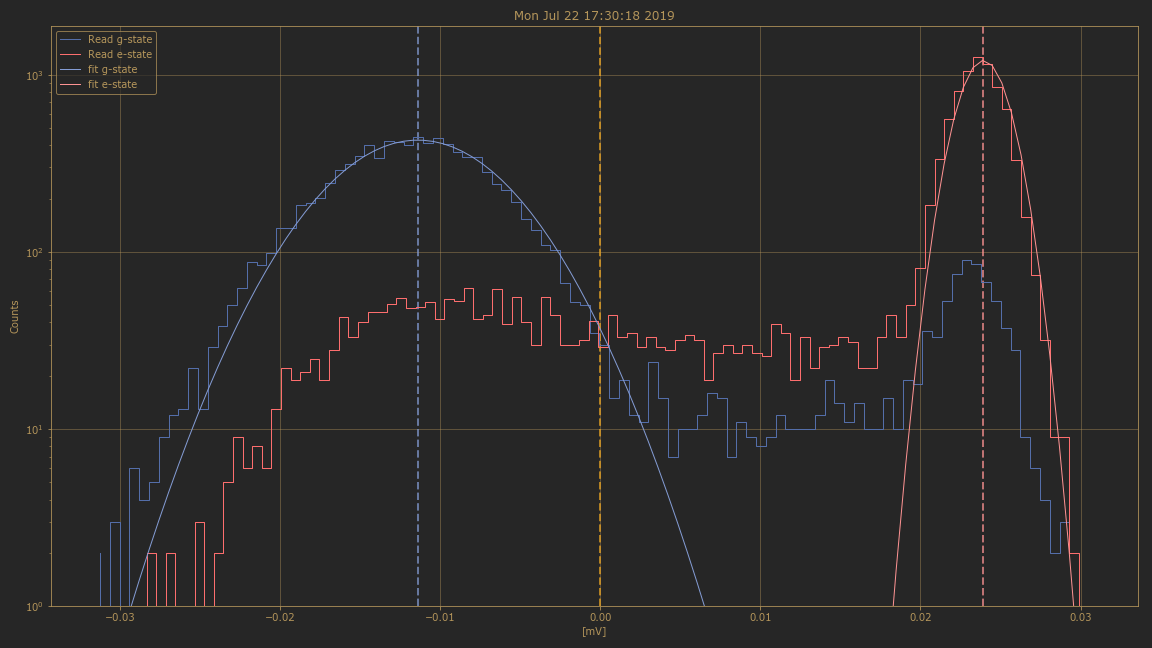 Mon Jul 22 17:30:18 2019
Read g-state
Read e-state
fit g-state
fit e-state
Counts
10³
10²
10¹
10⁰
−0.03 −0.02 −0.01 0.00 0.01 0.02 0.03
[mV]